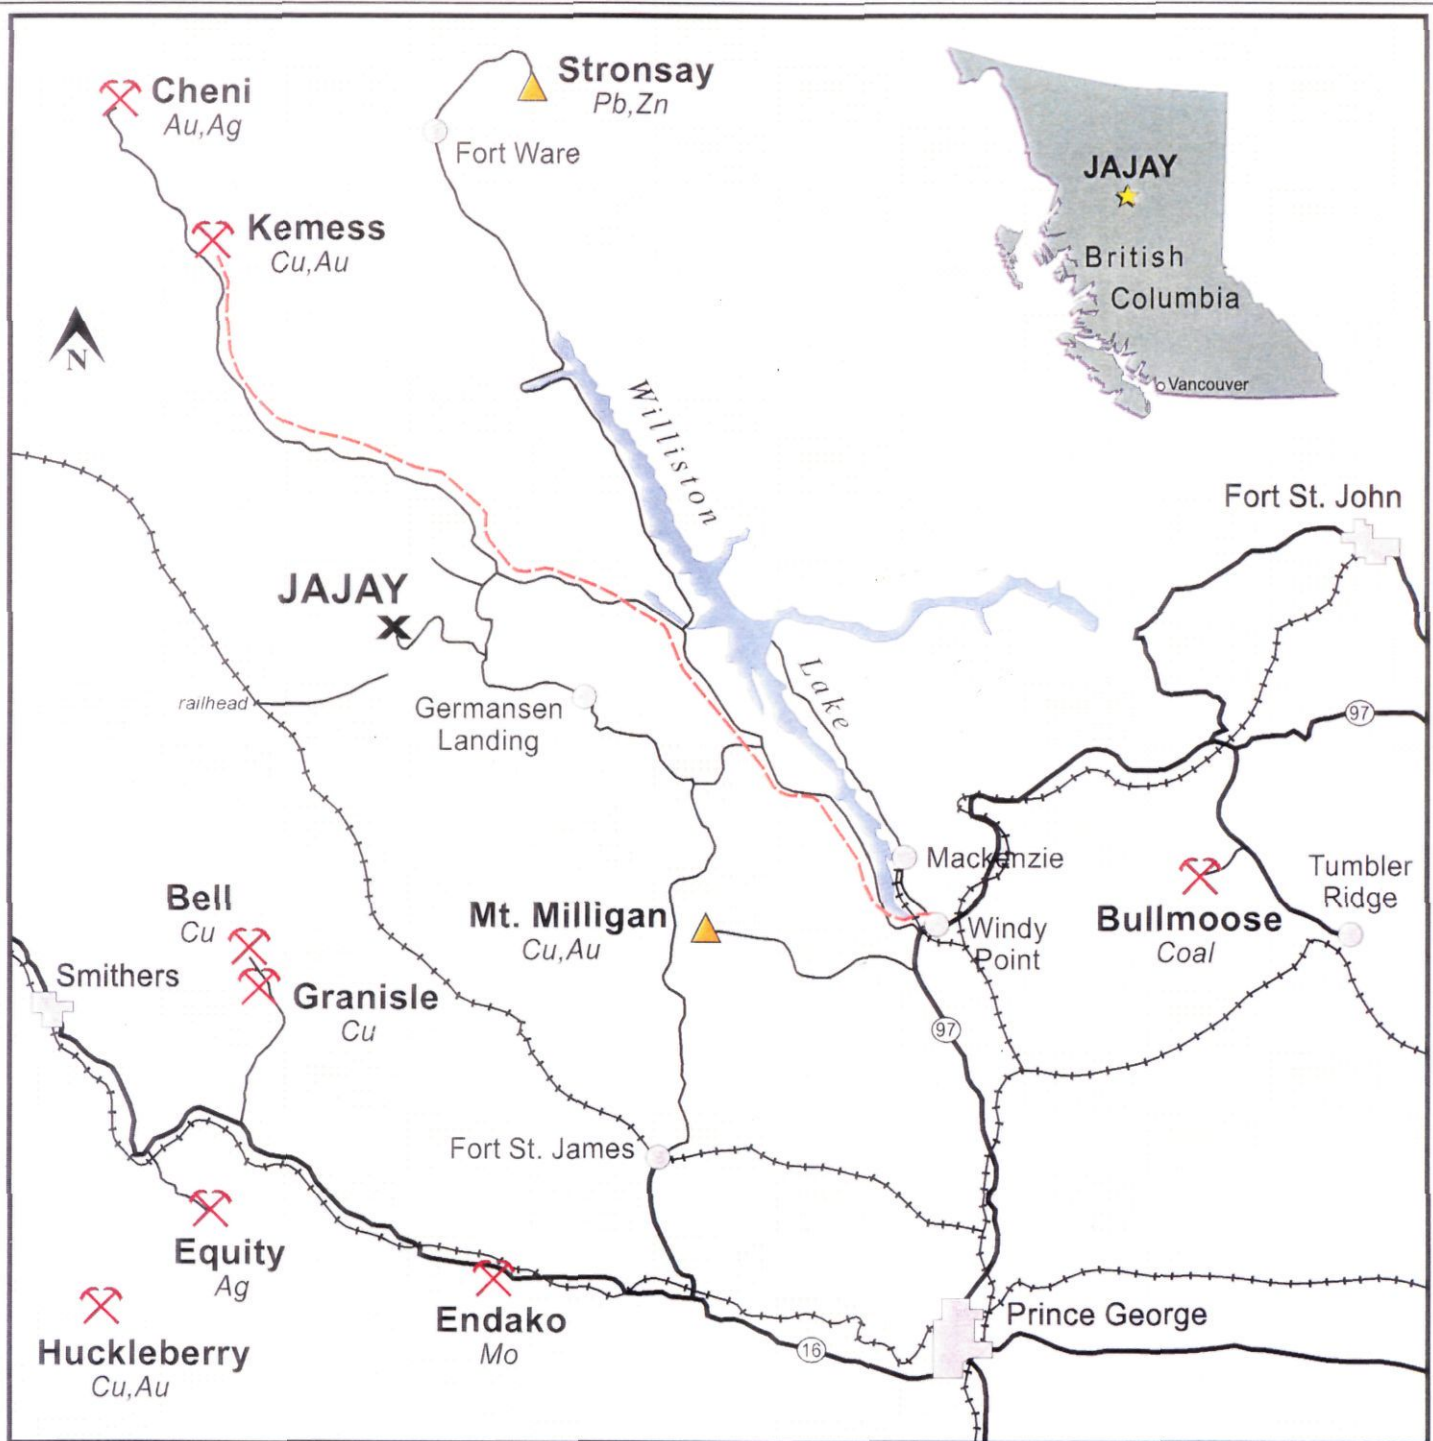 Cheni
Au,Ag
Stronsay
Pb,Zn
Fort Ware
JAJAY
British
Columbia
Vancouver
Kemess
Cu,Au
N
Williston
Lake
Fort St. John
JAJAY
railhead
Germansen
Landing
97
Mackenzie
Tumbler
Ridge
Bell
Cu
Mt. Milligan
Cu,Au
Windy
Point
Bullmoose
Coal
Smithers
Granisle
Cu
97
Fort St. James
Equity
Ag
Endako
Mo
Prince George
16
Huckleberry
Cu,Au